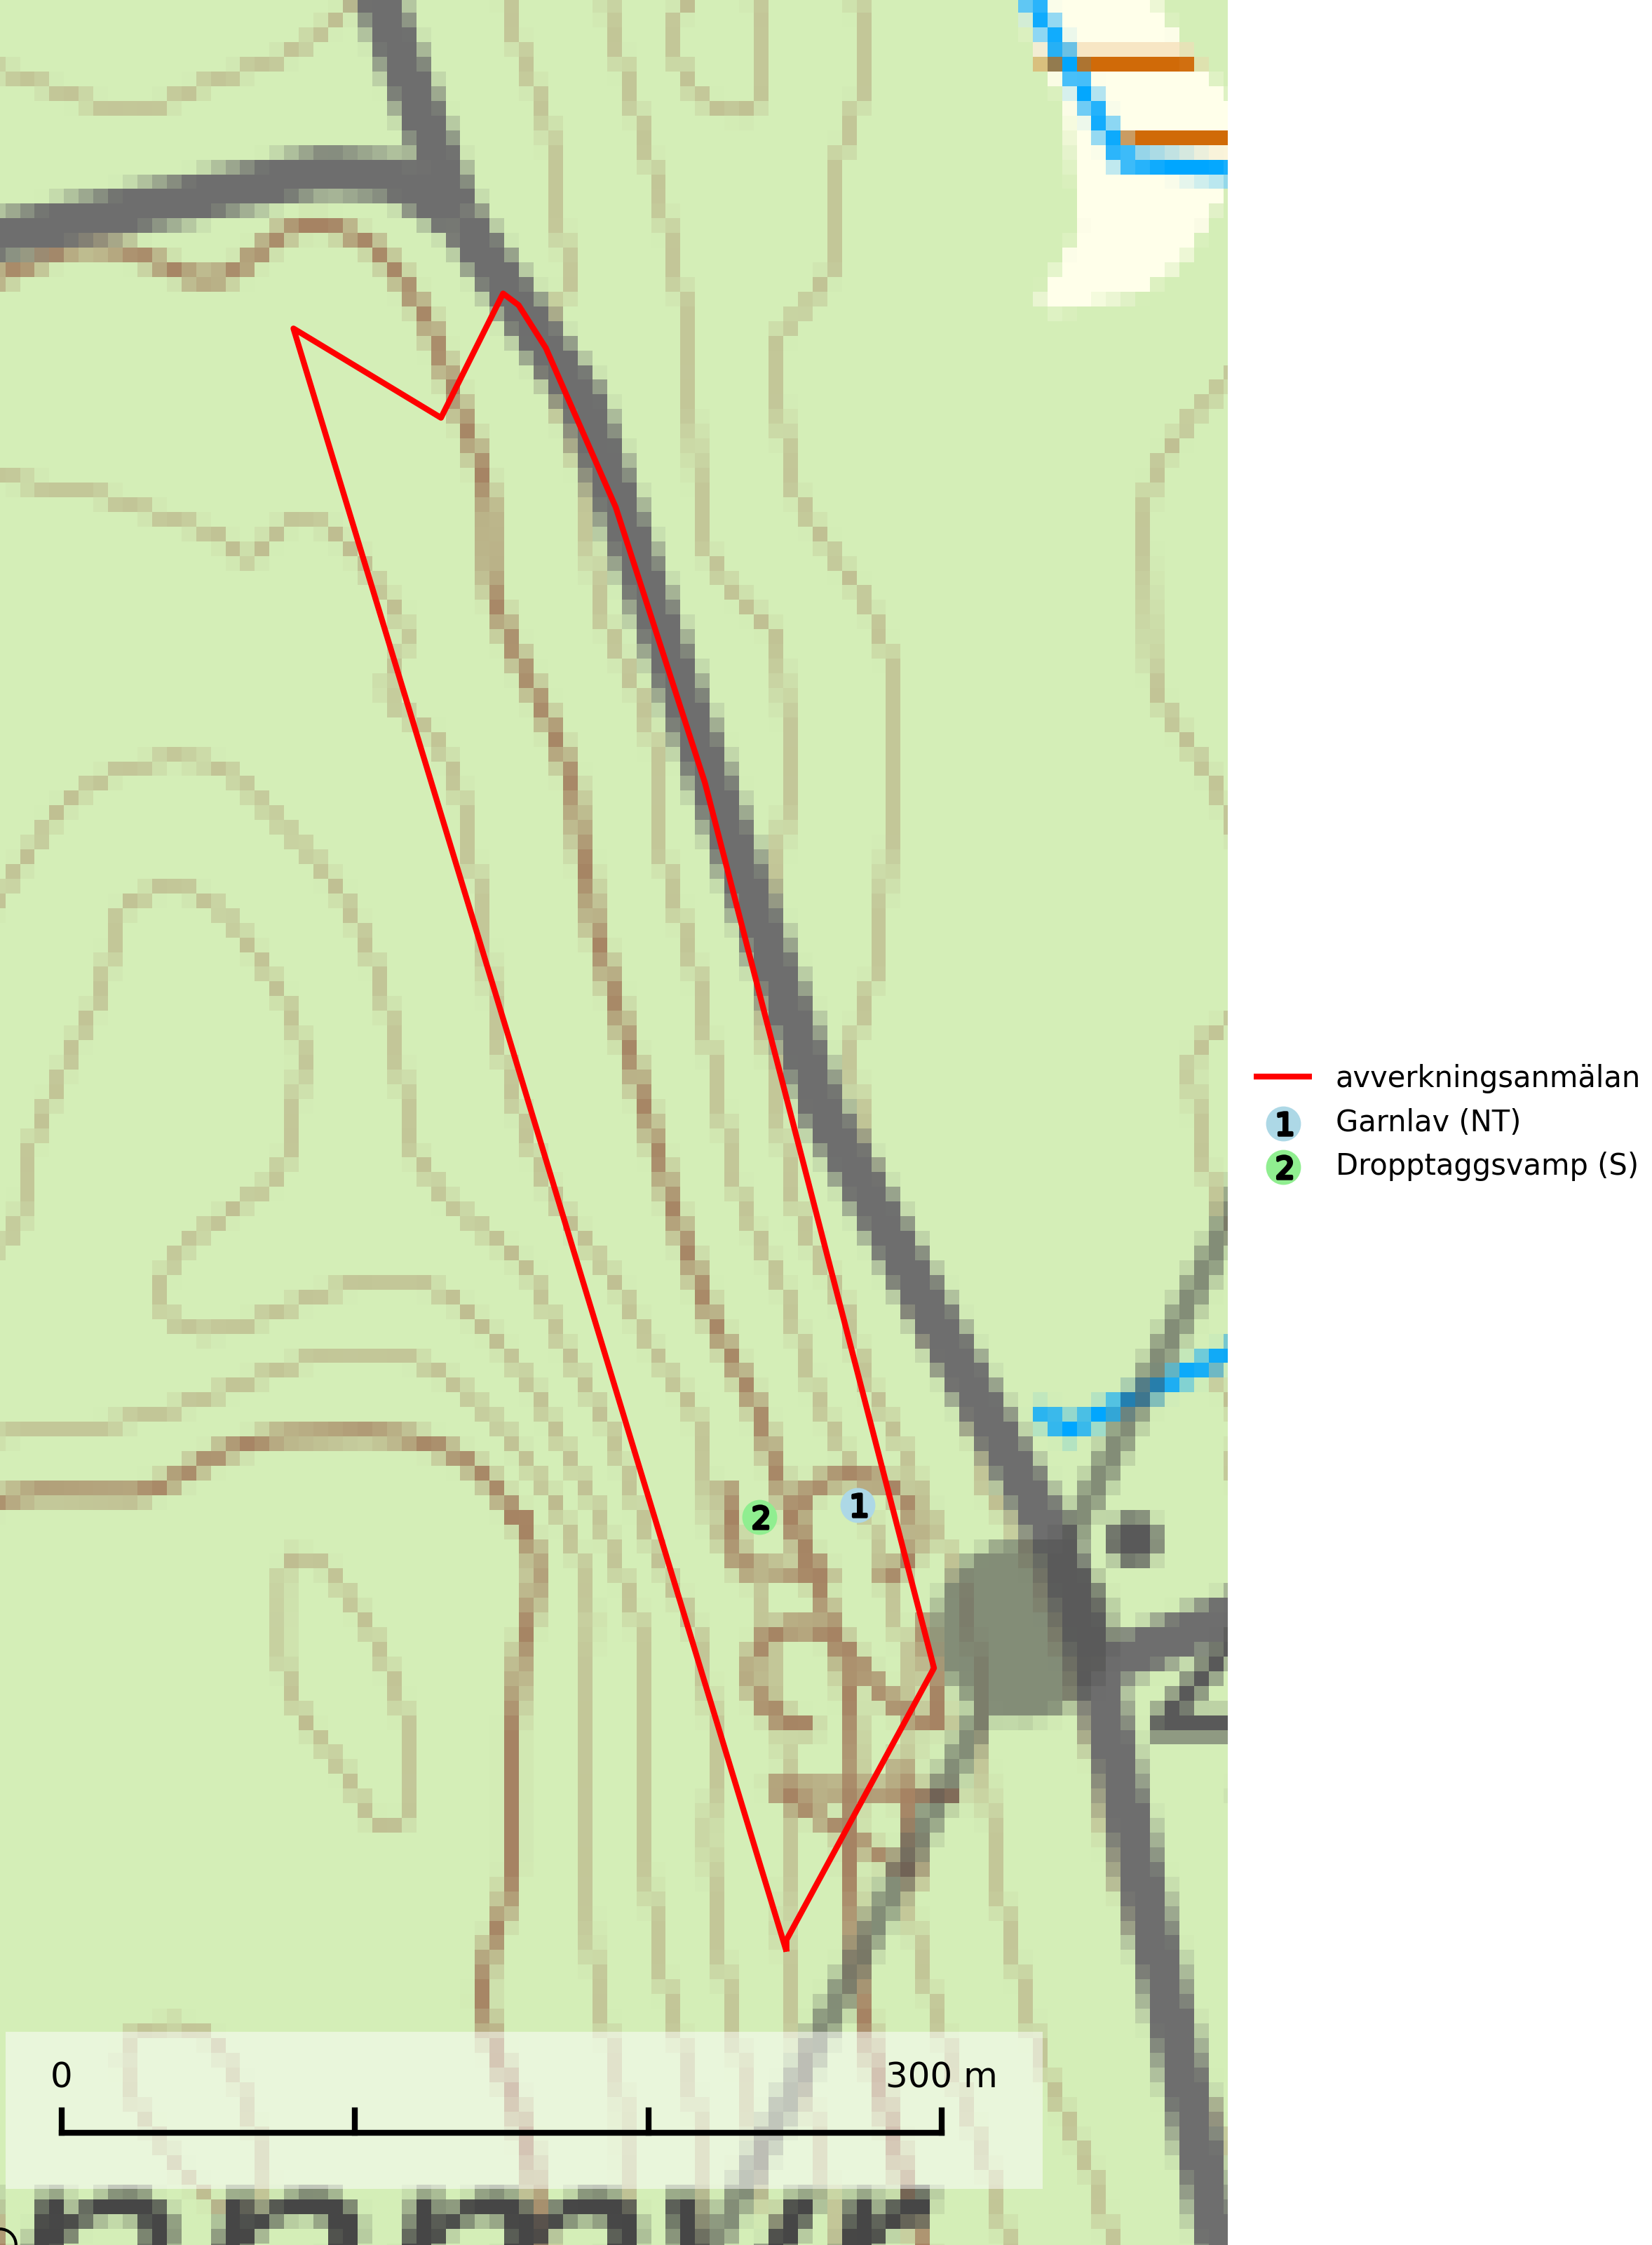 avverkningsanmälan
1 Garnlav (NT)
2 Dropptaggsvamp (S)
2 1
0 300 m